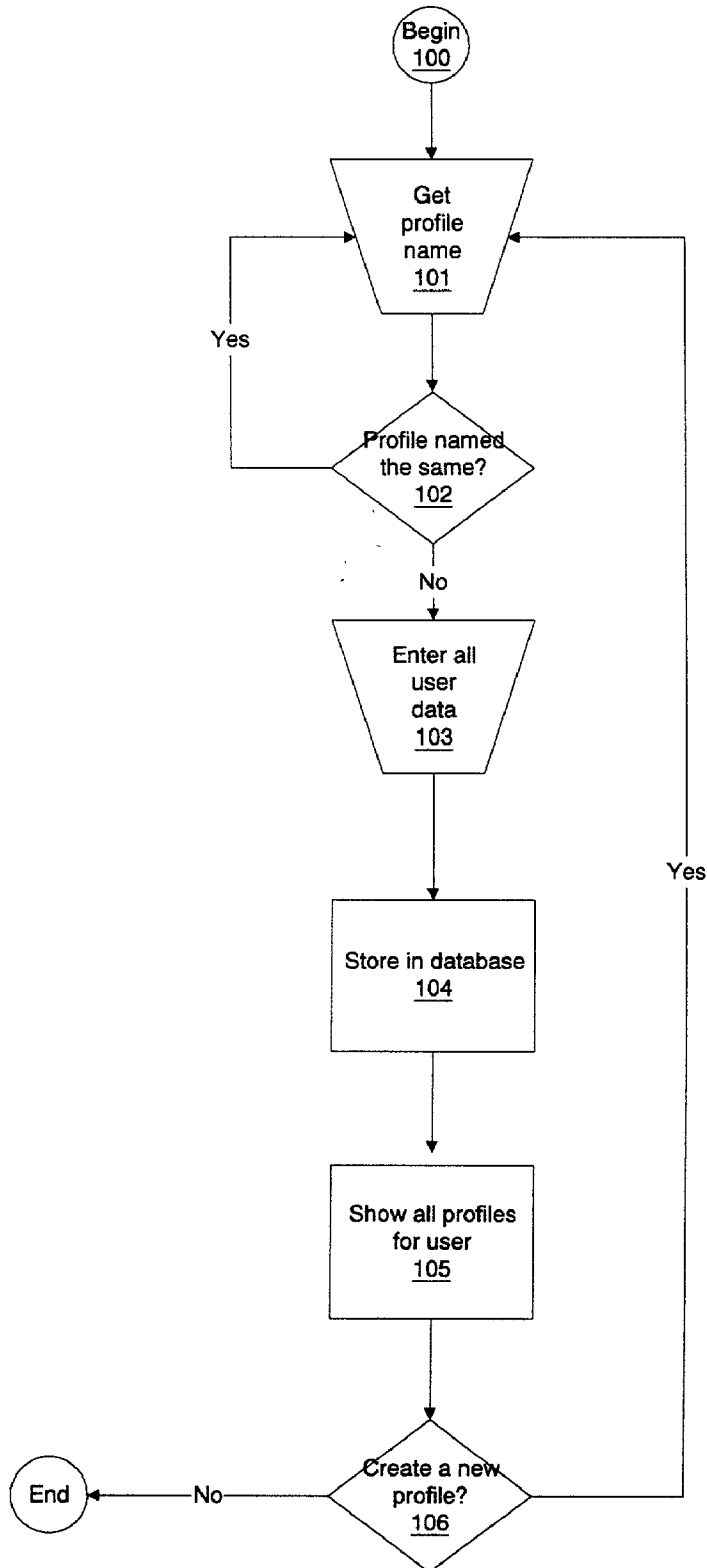 Begin
100
Get
profile
name
101
Yes
Profile named
the same?
102
No
Enter all
user
data
103
Yes
Store in database
104
Show all profiles
for user
105
Create a new
profile?
106
No
End